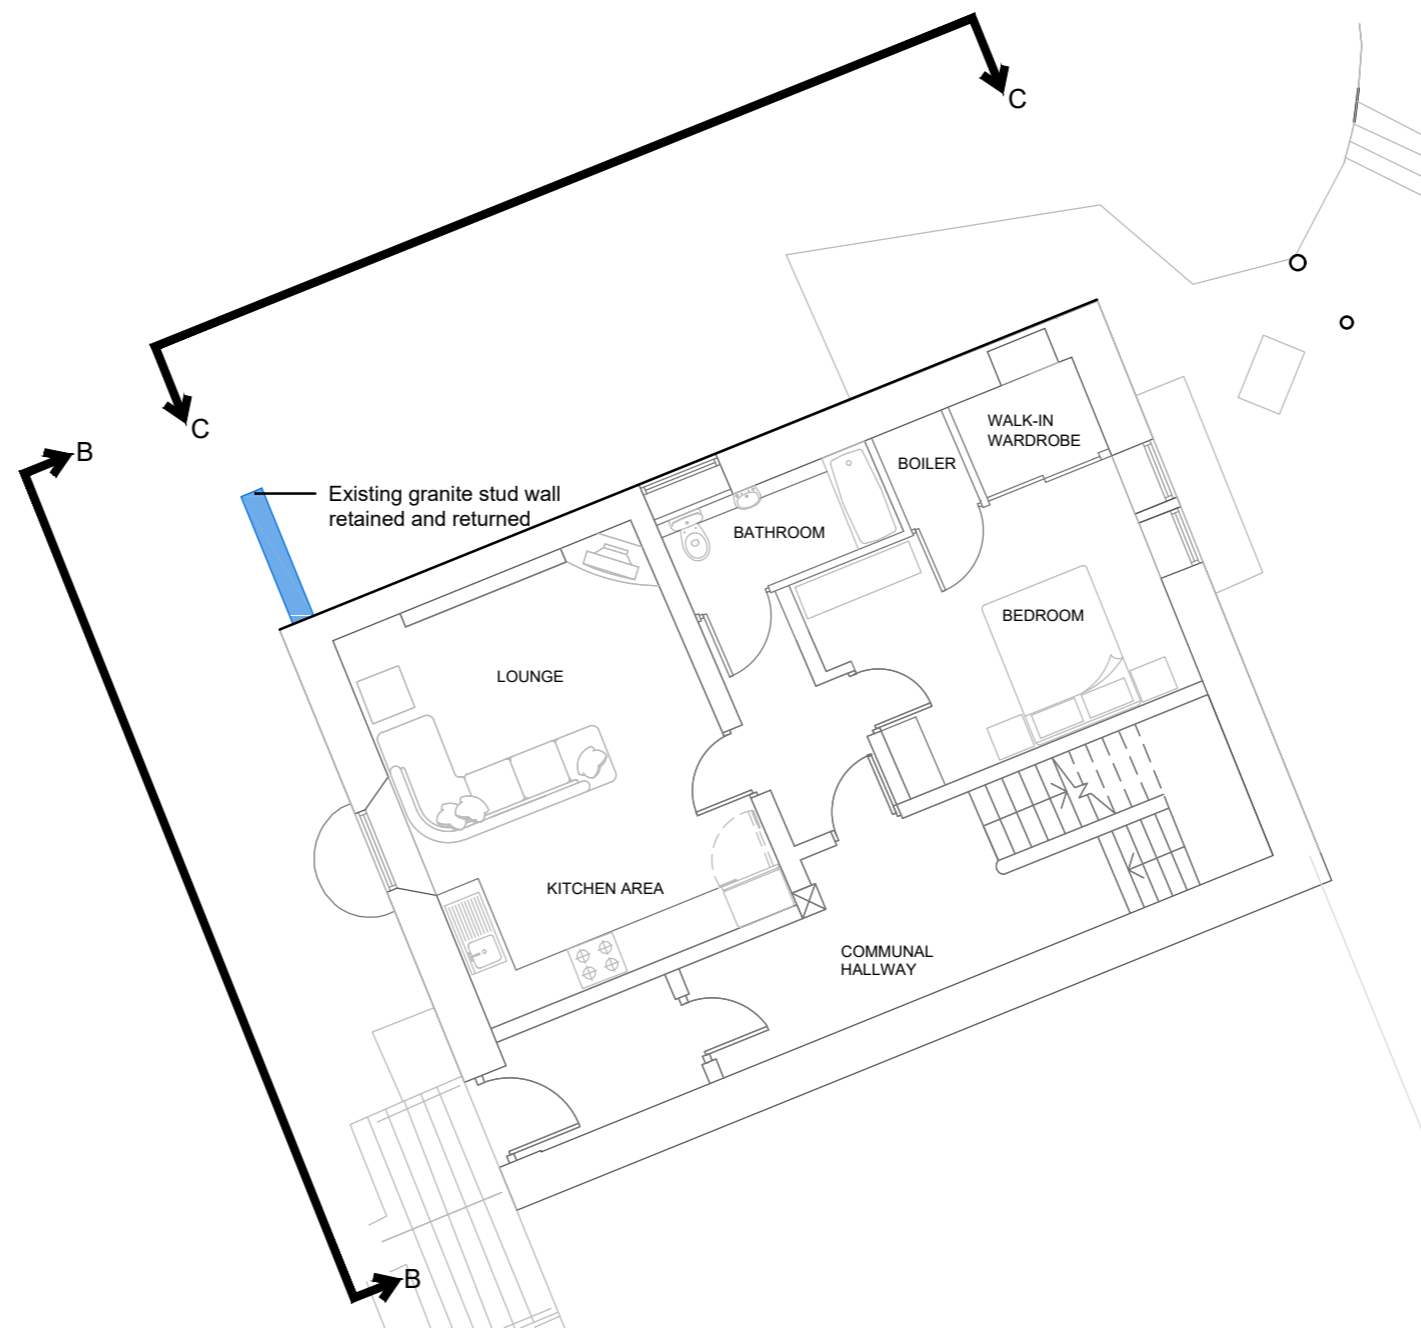 C
C
B
Existing granite stud wall
retained and returned
WALK-IN
WARDROBE
BOILER
BATHROOM
BEDROOM
LOUNGE
KITCHEN AREA
COMMUNAL
HALLWAY
B